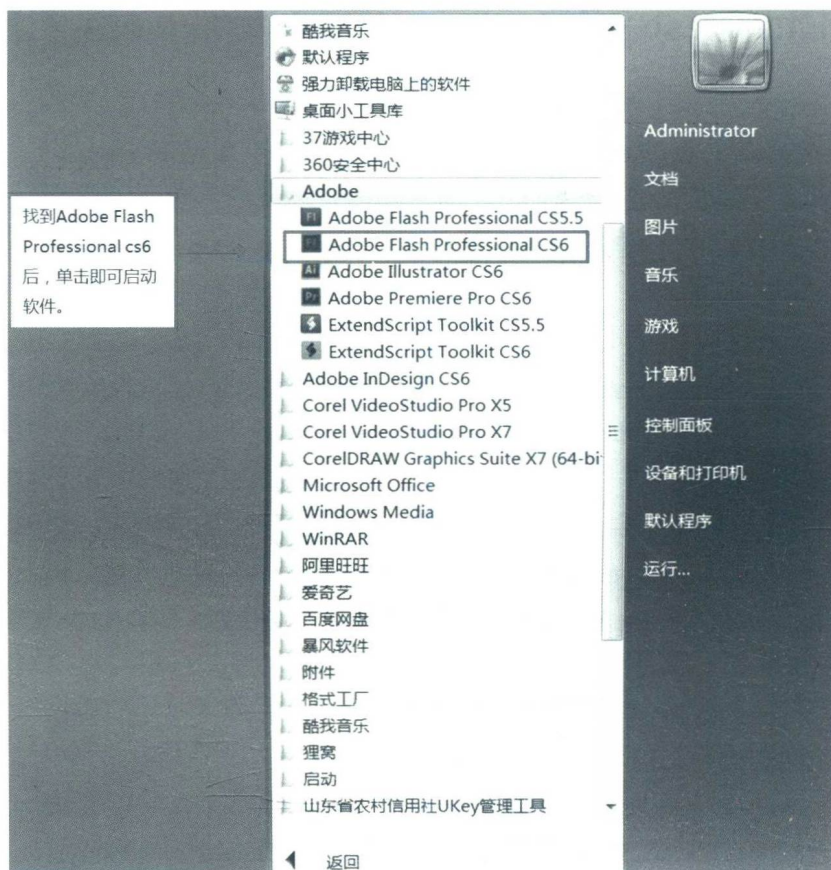 找到Adobe Flash
Professional cs6
后，单击即可启动
软件。
酷我音乐
默认程序
强力卸载电脑上的软件
桌面小工具库
37游戏中心
360安全中心
Adobe
Adobe Flash Professional CS5.5
Adobe Flash Professional CS6
Adobe Illustrator CS6
Adobe Premiere Pro CS6
ExtendScript Toolkit CS5.5
ExtendScript Toolkit CS6
Adobe InDesign CS6
Corel VideoStudio Pro X5
Corel VideoStudio Pro X7
CorelDRAW Graphics Suite X7 (64-bi
Microsoft Office
Windows Media
WinRAR
阿里旺旺
爱奇艺
百度网盘
暴风软件
附件
格式工厂
酷我音乐
狸窝
启动
山东省农村信用社UKey管理工具
返回
Administrator
文档
图片
音乐
游戏
计算机
控制面板
设备和打印机
默认程序
运行...